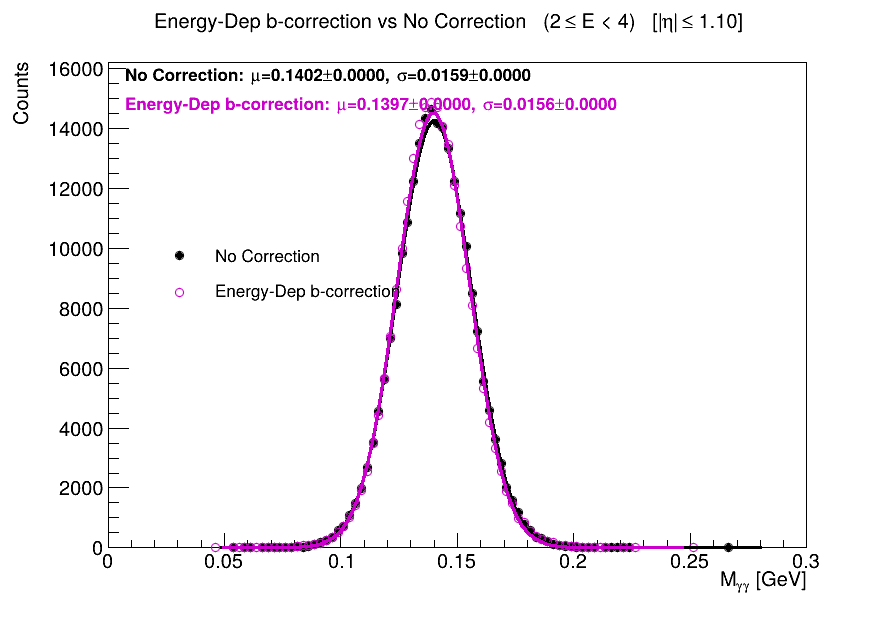 Energy-Dep b-correction vs No Correction (2 ≤ E < 4) [|η| ≤ 1.10]
Counts
No Correction: μ=0.1402±0.0000, σ=0.0159±0.0000
Energy-Dep b-correction: μ=0.1397±0.0000, σ=0.0156±0.0000
16000
14000
12000
10000
8000
6000
4000
2000
0
No Correction
Energy-Dep b-correction
0 0.05 0.1 0.15 0.2 0.25 0.3
Mγγ [GeV]